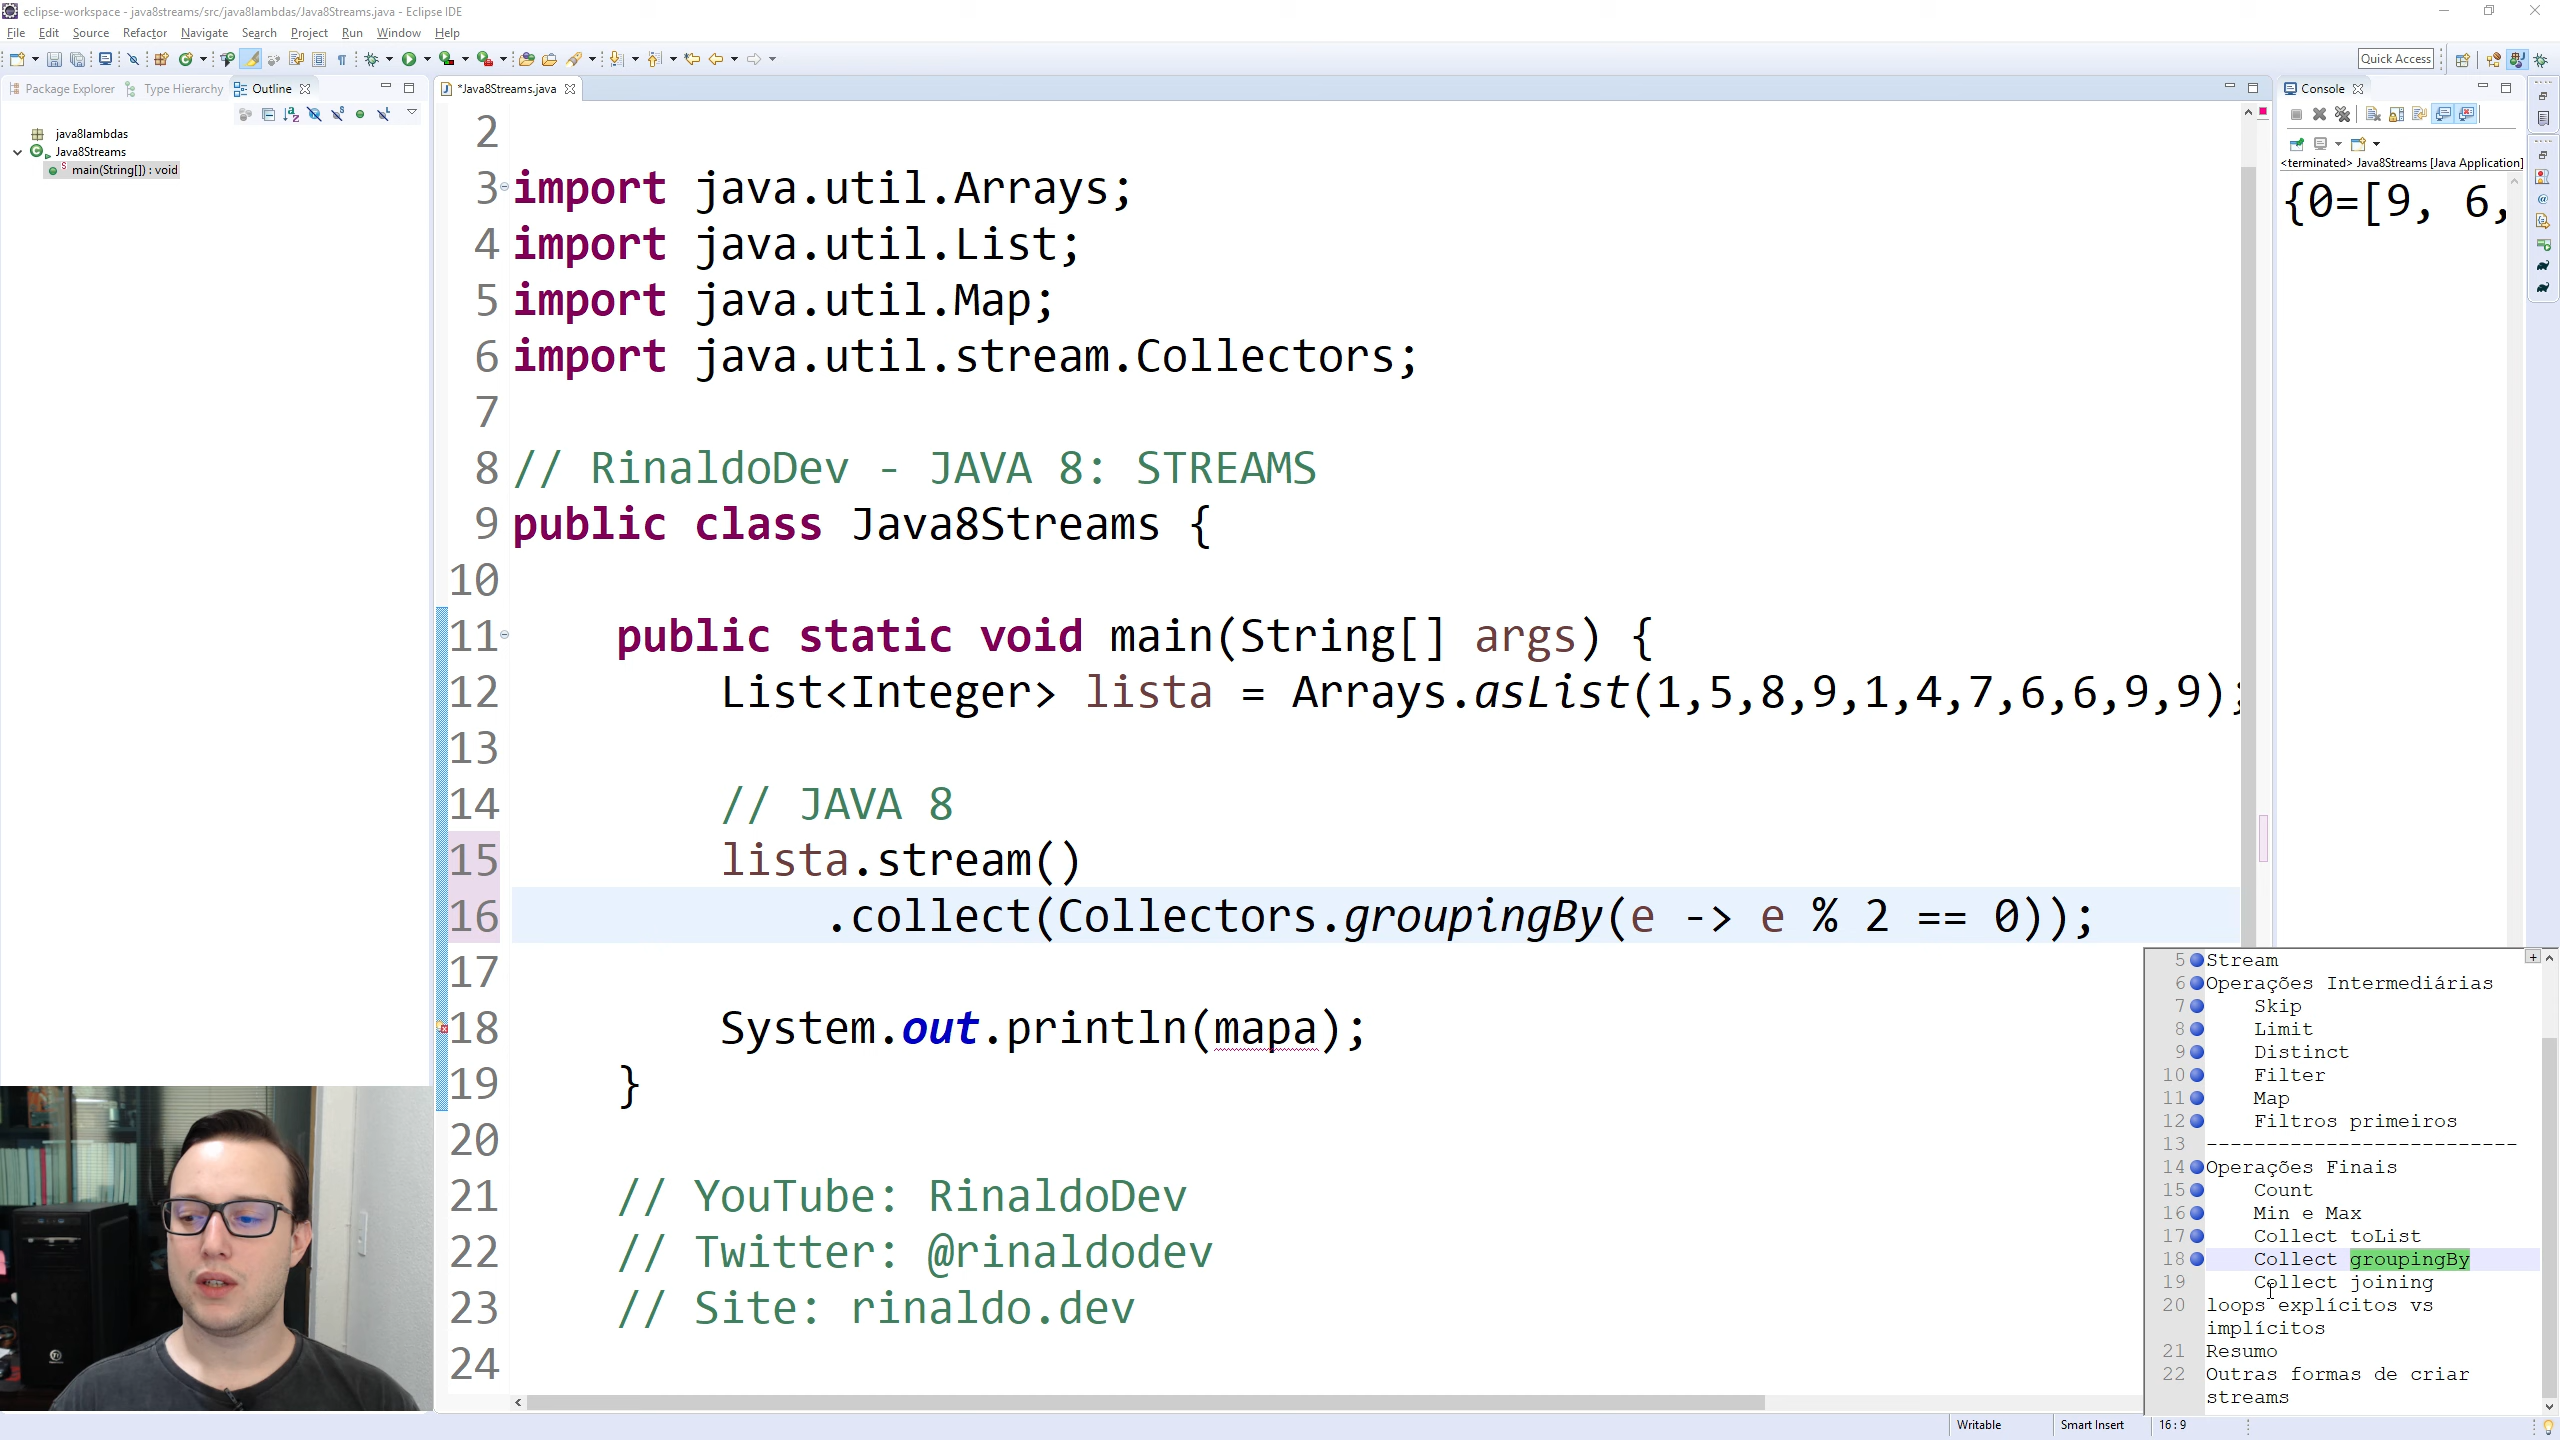 eclipse-workspace - java8streams/src/java8lambdas/Java8Streams.java - Eclipse IDE
File Edit Source Refactor Navigate Search Project Run Window Help
Quick Access
Package Explorer Type Hierarchy Outline
*Java8Streams.java
Console
java8lambdas
Java8Streams
main(String[]) : void
<terminated> Java8Streams [Java Application]
{0=[9, 6,
2
3 import java.util.Arrays;
4 import java.util.List;
5 import java.util.Map;
6 import java.util.stream.Collectors;
7
8 // RinaldoDev - JAVA 8: STREAMS
9 public class Java8Streams {
10
11 public static void main(String[] args) {
12 List<Integer> lista = Arrays.asList(1,5,8,9,1,4,7,6,6,9,9);
13
14 // JAVA 8
15 lista.stream()
16 .collect(Collectors.groupingBy(e -> e % 2 == 0));
17
18 System.out.println(mapa);
19 }
20
21 // YouTube: RinaldoDev
22 // Twitter: @rinaldodev
23 // Site: rinaldo.dev
24
5 Stream
6 Operações Intermediárias
7 Skip
8 Limit
9 Distinct
10 Filter
11 Map
12 Filtros primeiros
13 --------------------------
14 Operações Finais
15 Count
16 Min e Max
17 Collect toList
18 Collect groupingBy
19 Collect joining
20 loops explícitos vs
implícitos
21 Resumo
22 Outras formas de criar
streams
Writable Smart Insert 16:9